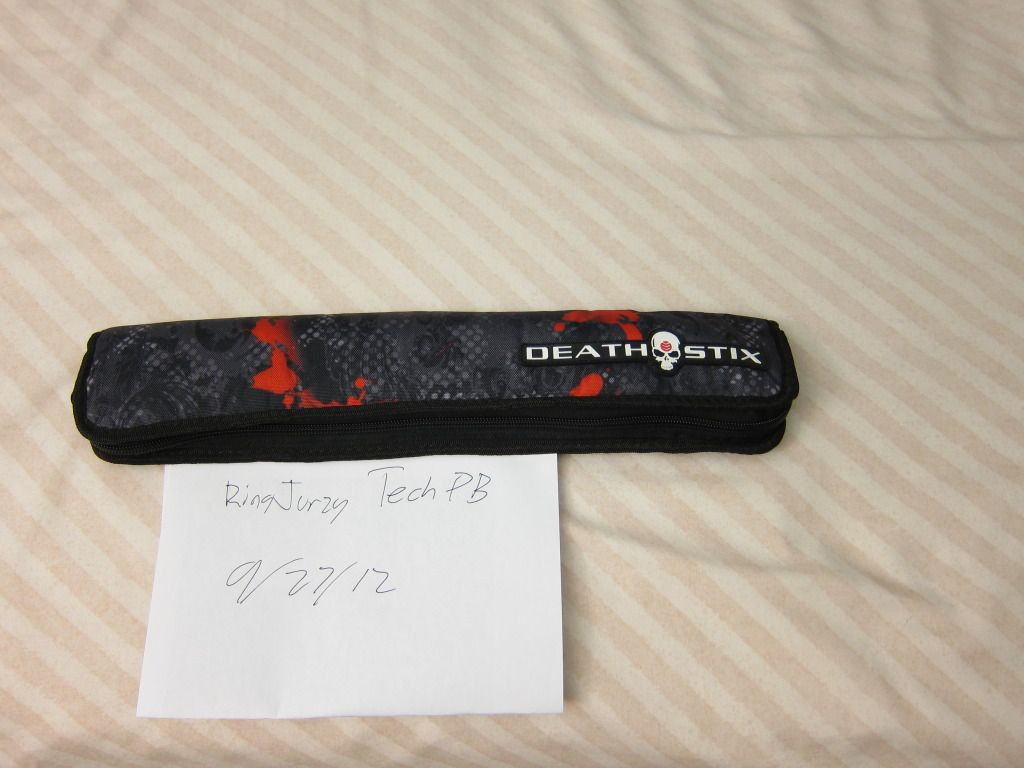 DEATH STIX
RingJurzy TechPB
9/27/12